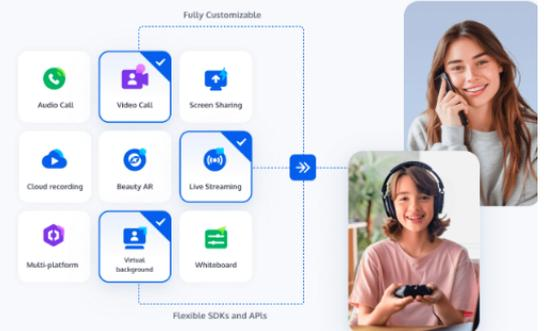 Fully Customizable
Audio Call
Video Call
Screen Sharing
Cloud recording
Beauty AR
Live Streaming
Multi-platform
Virtual
background
Whiteboard
Flexible SDKs and APIs